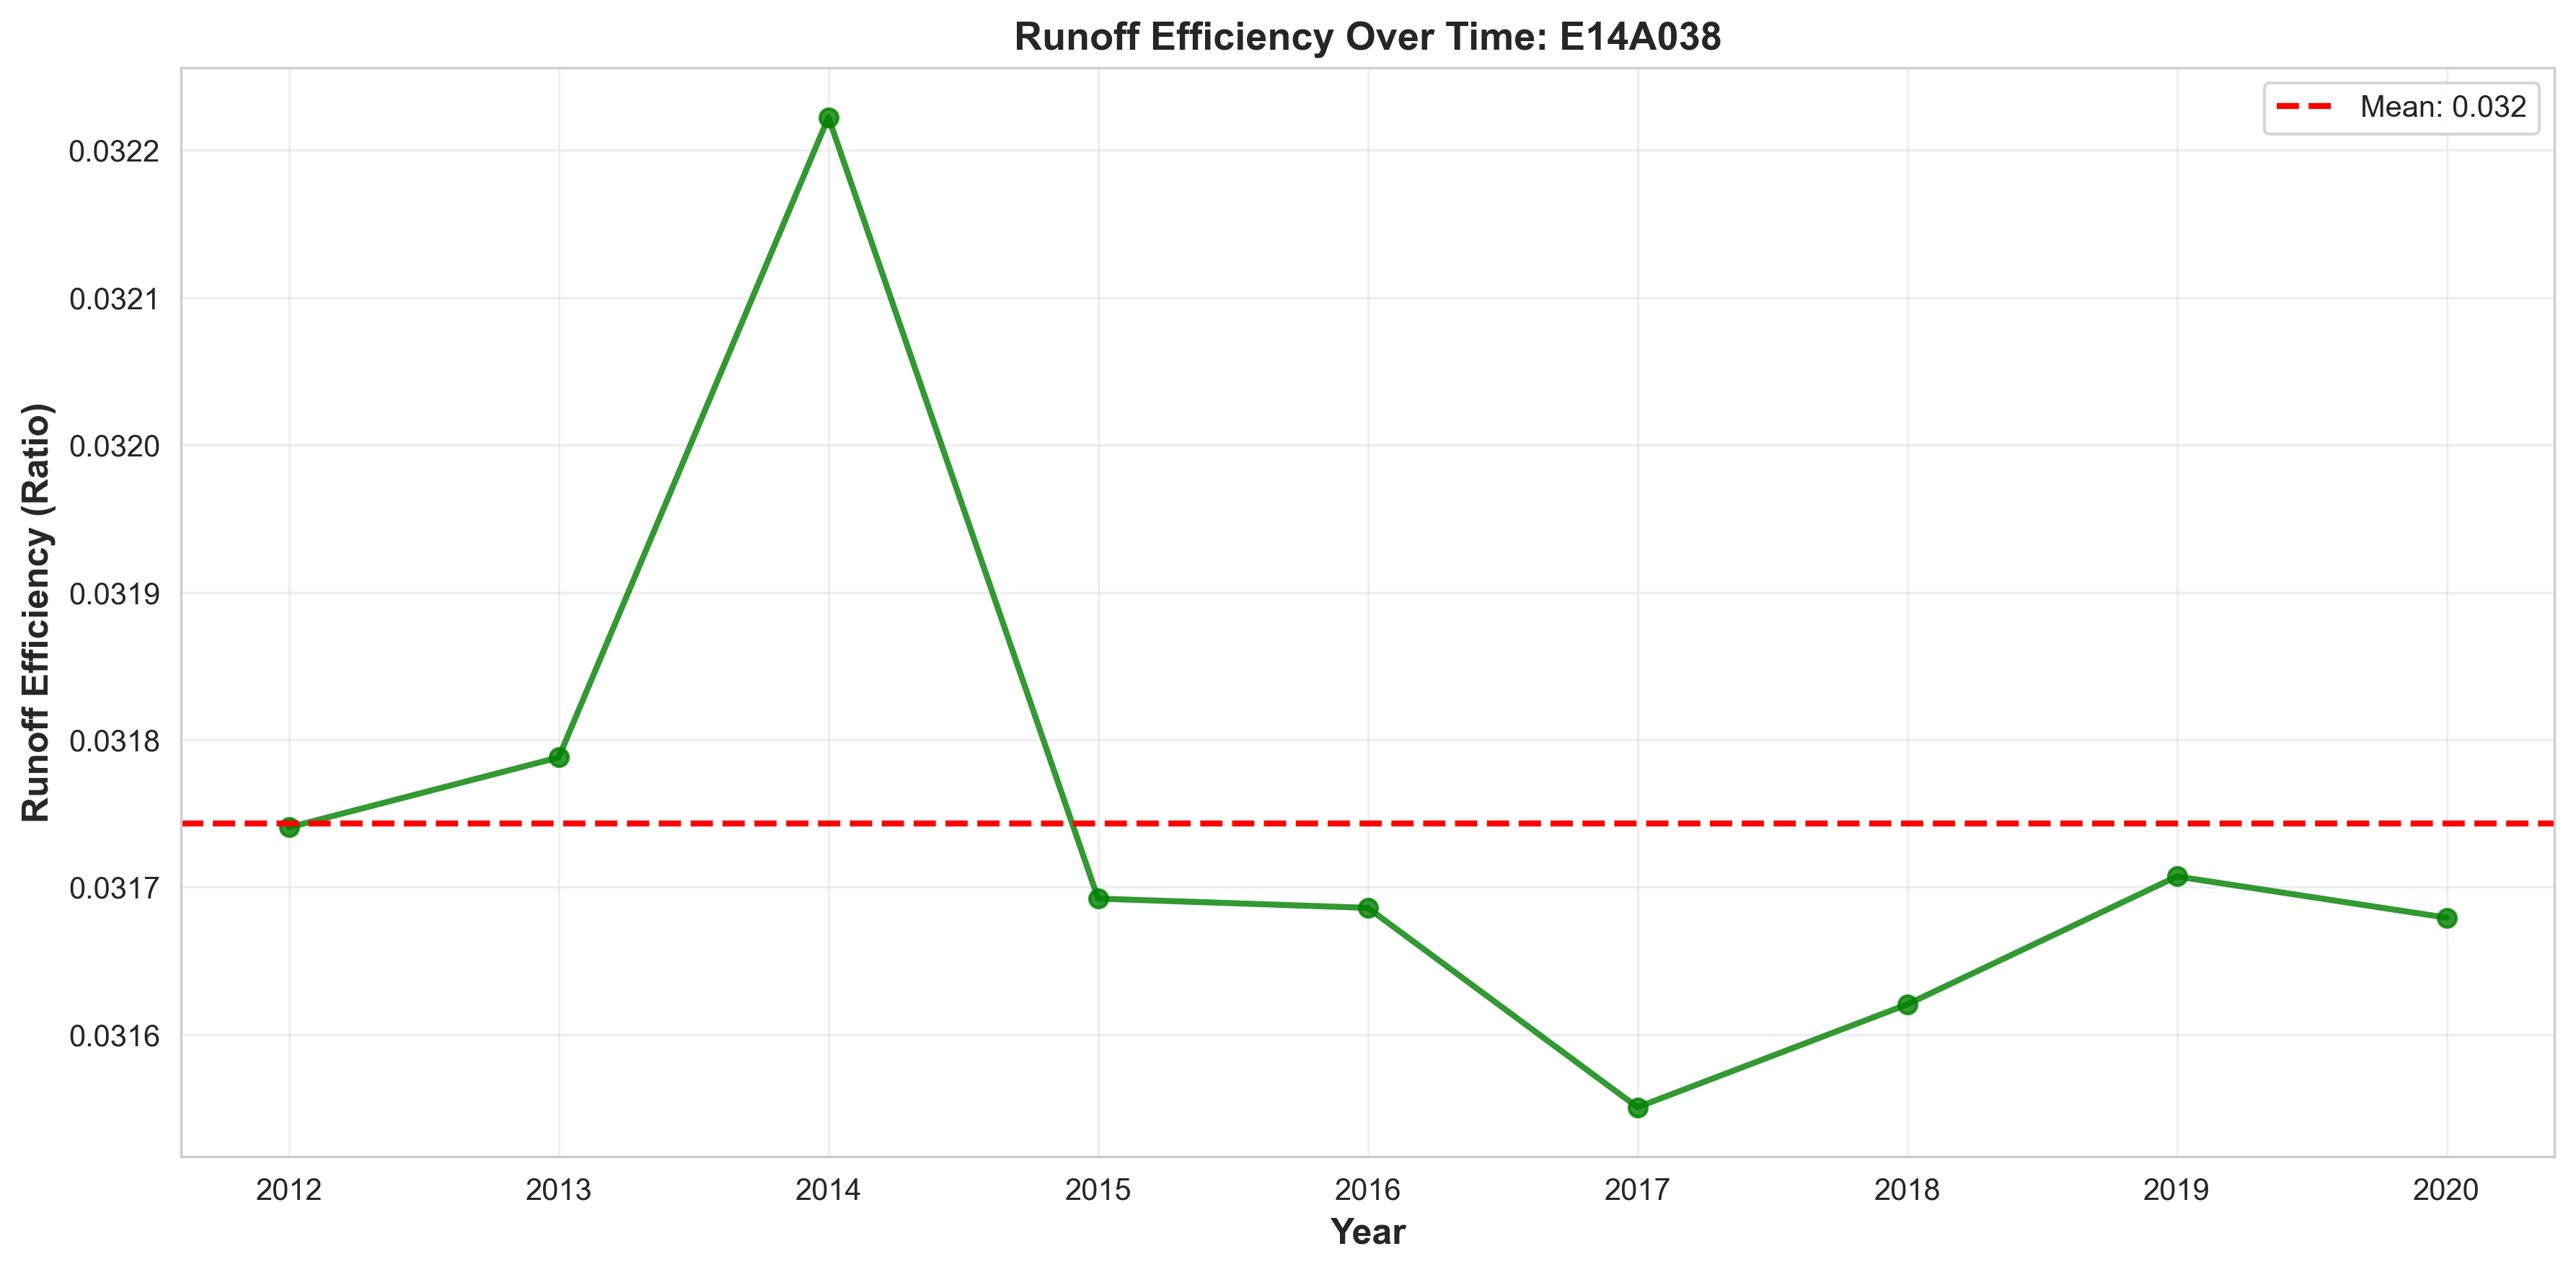 Runoff Efficiency Over Time: E14A038
Mean: 0.032
Runoff Efficiency (Ratio)
0.0322
0.0321
0.0320
0.0319
0.0318
0.0317
0.0316
2012 2013 2014 2015 2016 2017 2018 2019 2020
Year